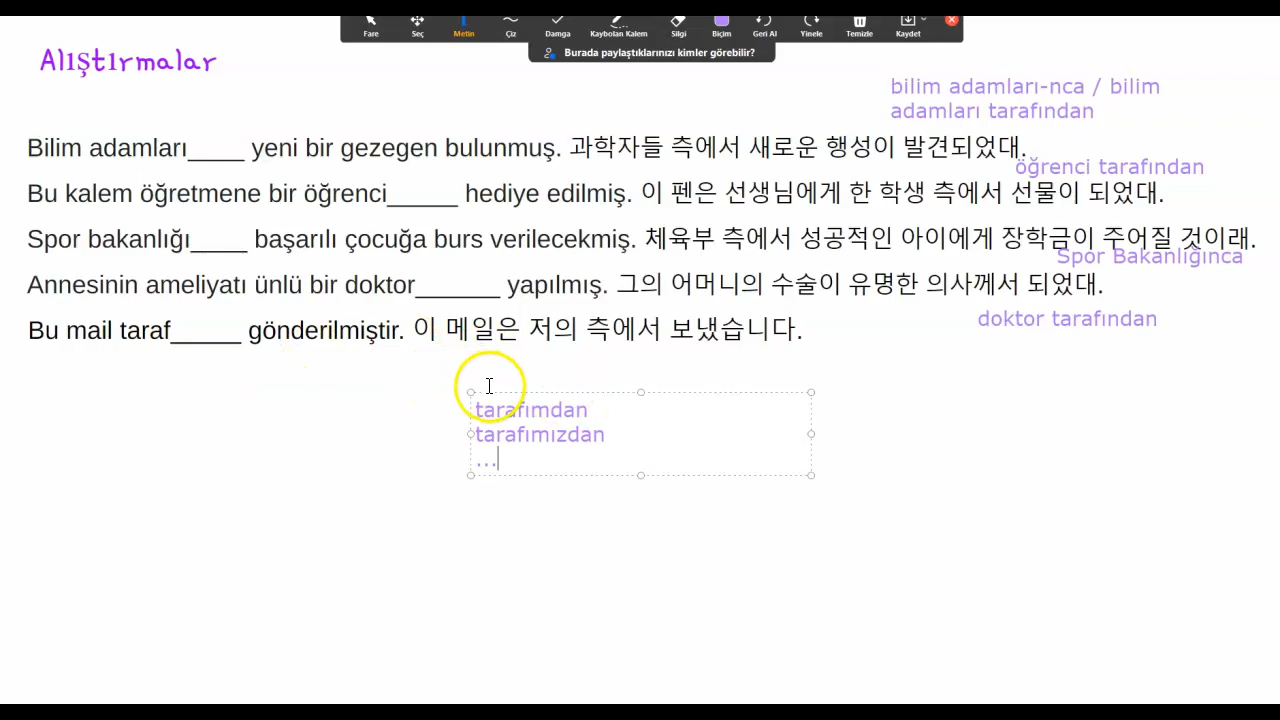 Fare Seç Metin Çiz Damga Kaybolan Kalem Silgi Biçim Geri Al Yinele Temizle Kaydet
Burada paylaştıklarınızı kimler görebilir?
Alıştırmalar
bilim adamları-nca / bilim
adamları tarafından
Bilim adamları____ yeni bir gezegen bulunmuş. 과학자들 측에서 새로운 행성이 발견되었대.
öğrenci tarafından
Bu kalem öğretmene bir öğrenci_____ hediye edilmiş. 이 펜은 선생님에게 한 학생 측에서 선물이 되었대.
Spor bakanlığı____ başarılı çocuğa burs verilecekmiş. 체육부 측에서 성공적인 아이에게 장학금이 주어질 것이래.
Spor Bakanlığınca
Annesinin ameliyatı ünlü bir doktor______ yapılmış. 그의 어머니의 수술이 유명한 의사께서 되었대.
doktor tarafından
Bu mail taraf_____ gönderilmiştir. 이 메일은 저의 측에서 보냈습니다.
tarafımdan
tarafımızdan
...